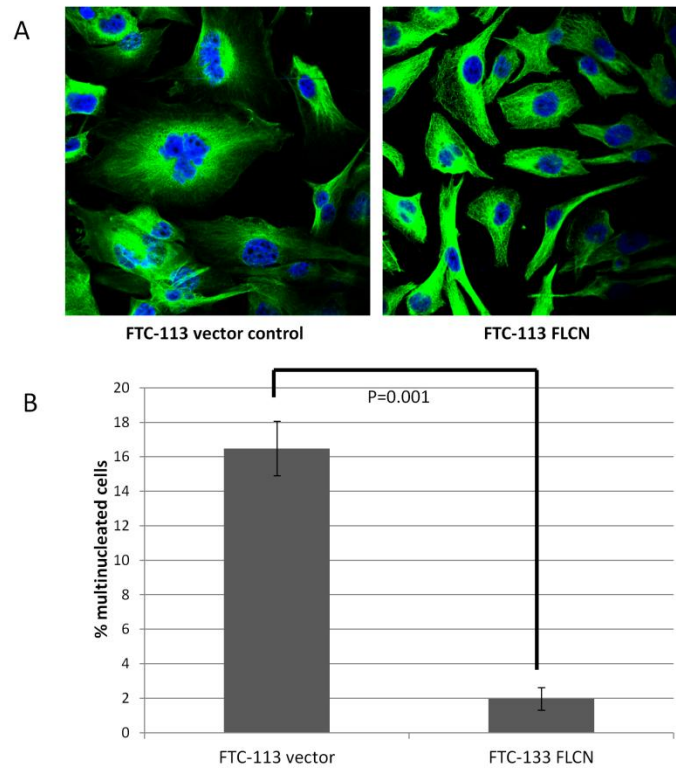 A
FTC-113 vector control
FTC-113 FLCN
B
P=0.001
% multinucleated cells
20
18
16
14
12
10
8
6
4
2
0
FTC-113 vector
FTC-133 FLCN